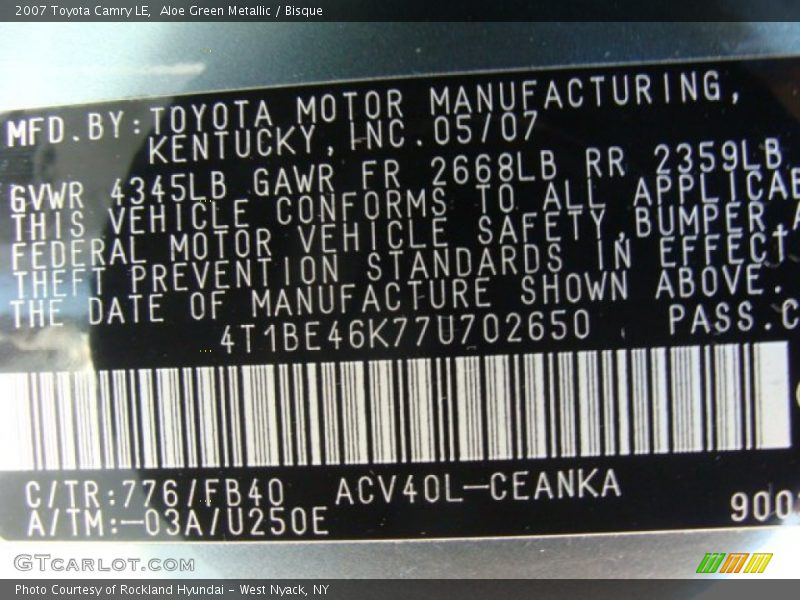 2007 Toyota Camry LE,  Aloe Green Metallic / Bisque
MFD.BY:TOYOTA MOTOR MANUFACTURING,
KENTUCKY,INC.05/07
GVWR 4345LB GAWR FR 2668LB RR 2359LB
THIS VEHICLE CONFORMS TO ALL
FEDERAL MOTOR VEHICLE SAFETY,BUMPER,
THEFT PREVENTION STANDARDS IN EFFECT
THE DATE OF MANUFACTURE SHOWN ABOVE.
4T1BE46K77U702650 PASS.C
C/TR:776/FB40 ACV40L-CEANKA
A/TM:-03A/U250E
GTCARLOT.COM
Photo Courtesy of Rockland Hyundai - West Nyack, NY